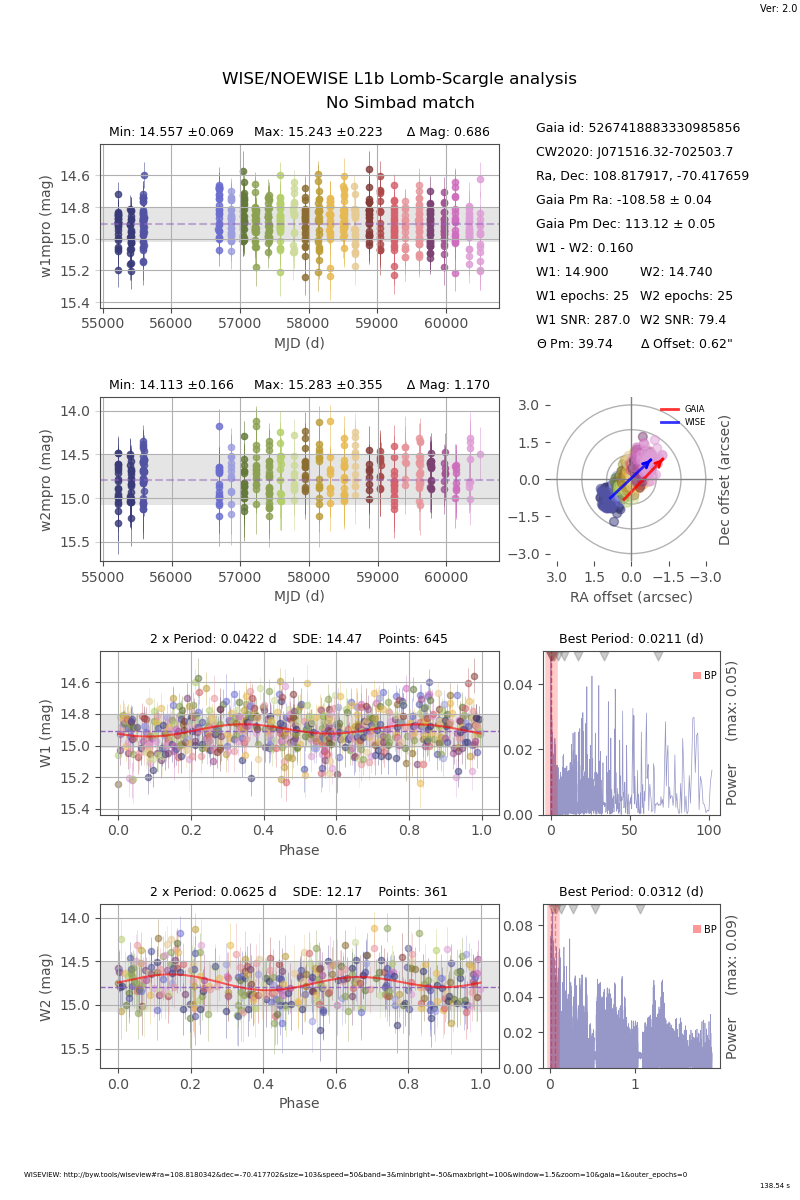 Ver: 2.0
WISE/NOEWISE L1b Lomb-Scargle analysis
No Simbad match
Min: 14.557 ±0.069 Max: 15.243 ±0.223 Δ Mag: 0.686
14.6
14.8
15.0
15.2
15.4
w1mpro (mag)
55000 56000 57000 58000 59000 60000
MJD (d)
Gaia id: 5267418883330985856
CW2020: J071516.32-702503.7
Ra, Dec: 108.817917, -70.417659
Gaia Pm Ra: -108.58 ± 0.04
Gaia Pm Dec: 113.12 ± 0.05
W1 - W2: 0.160
W1: 14.900 W2: 14.740
W1 epochs: 25 W2 epochs: 25
W1 SNR: 287.0 W2 SNR: 79.4
Θ Pm: 39.74 Δ Offset: 0.62"
Min: 14.113 ±0.166 Max: 15.283 ±0.355 Δ Mag: 1.170
14.0
14.5
15.0
15.5
w2mpro (mag)
55000 56000 57000 58000 59000 60000
MJD (d)
GAIA
WISE
3.0
1.5
0.0
−1.5
−3.0
Dec offset (arcsec)
3.0 1.5 0.0 −1.5 −3.0
RA offset (arcsec)
2 x Period: 0.0422 d SDE: 14.47 Points: 645
14.6
14.8
15.0
15.2
15.4
W1 (mag)
0.0 0.2 0.4 0.6 0.8 1.0
Phase
Best Period: 0.0211 (d)
BP
0.04
0.02
0.00
Power (max: 0.05)
0 50 100
2 x Period: 0.0625 d SDE: 12.17 Points: 361
14.0
14.5
15.0
15.5
W2 (mag)
0.0 0.2 0.4 0.6 0.8 1.0
Phase
Best Period: 0.0312 (d)
BP
0.08
0.06
0.04
0.02
0.00
Power (max: 0.09)
0 1
WISEVIEW: http://byw.tools/wiseview#ra=108.8180342&dec=-70.417702&size=103&speed=50&band=3&minbright=-50&maxbright=100&window=1.5&zoom=10&gaia=1&outer_epochs=0
138.54 s